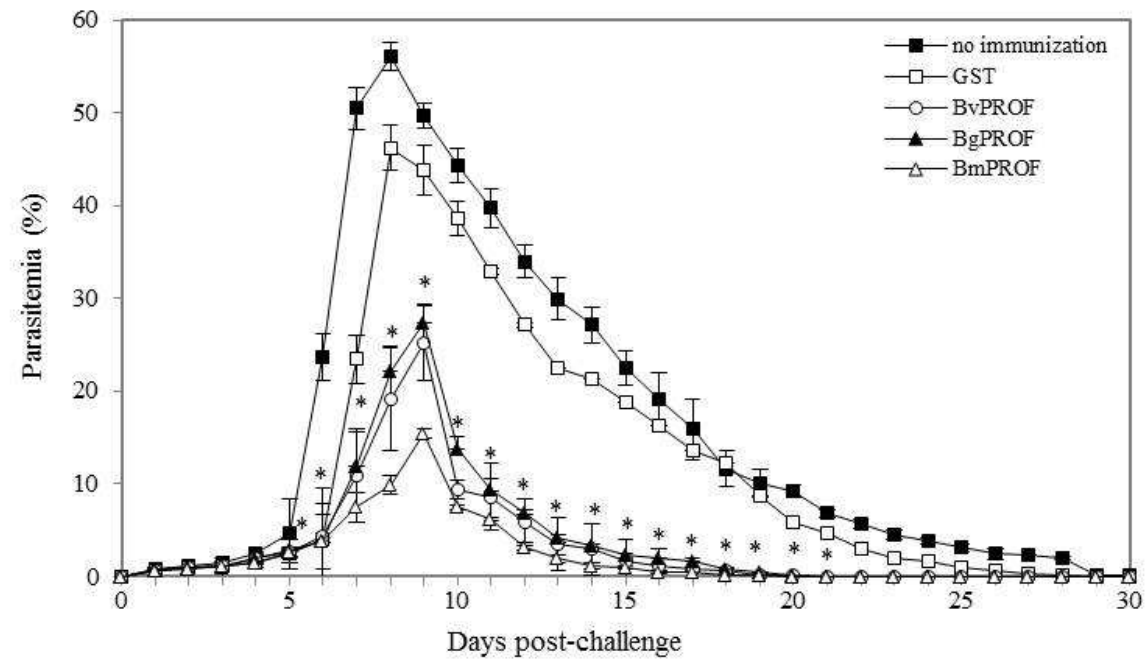 60
50
40
30
20
10
0
Parasitemia (%)
no immunization
GST
BvPROF
BgPROF
BmPROF
* * * * * * * * * * * * * * * * *
0 5 10 15 20 25 30
Days post-challenge